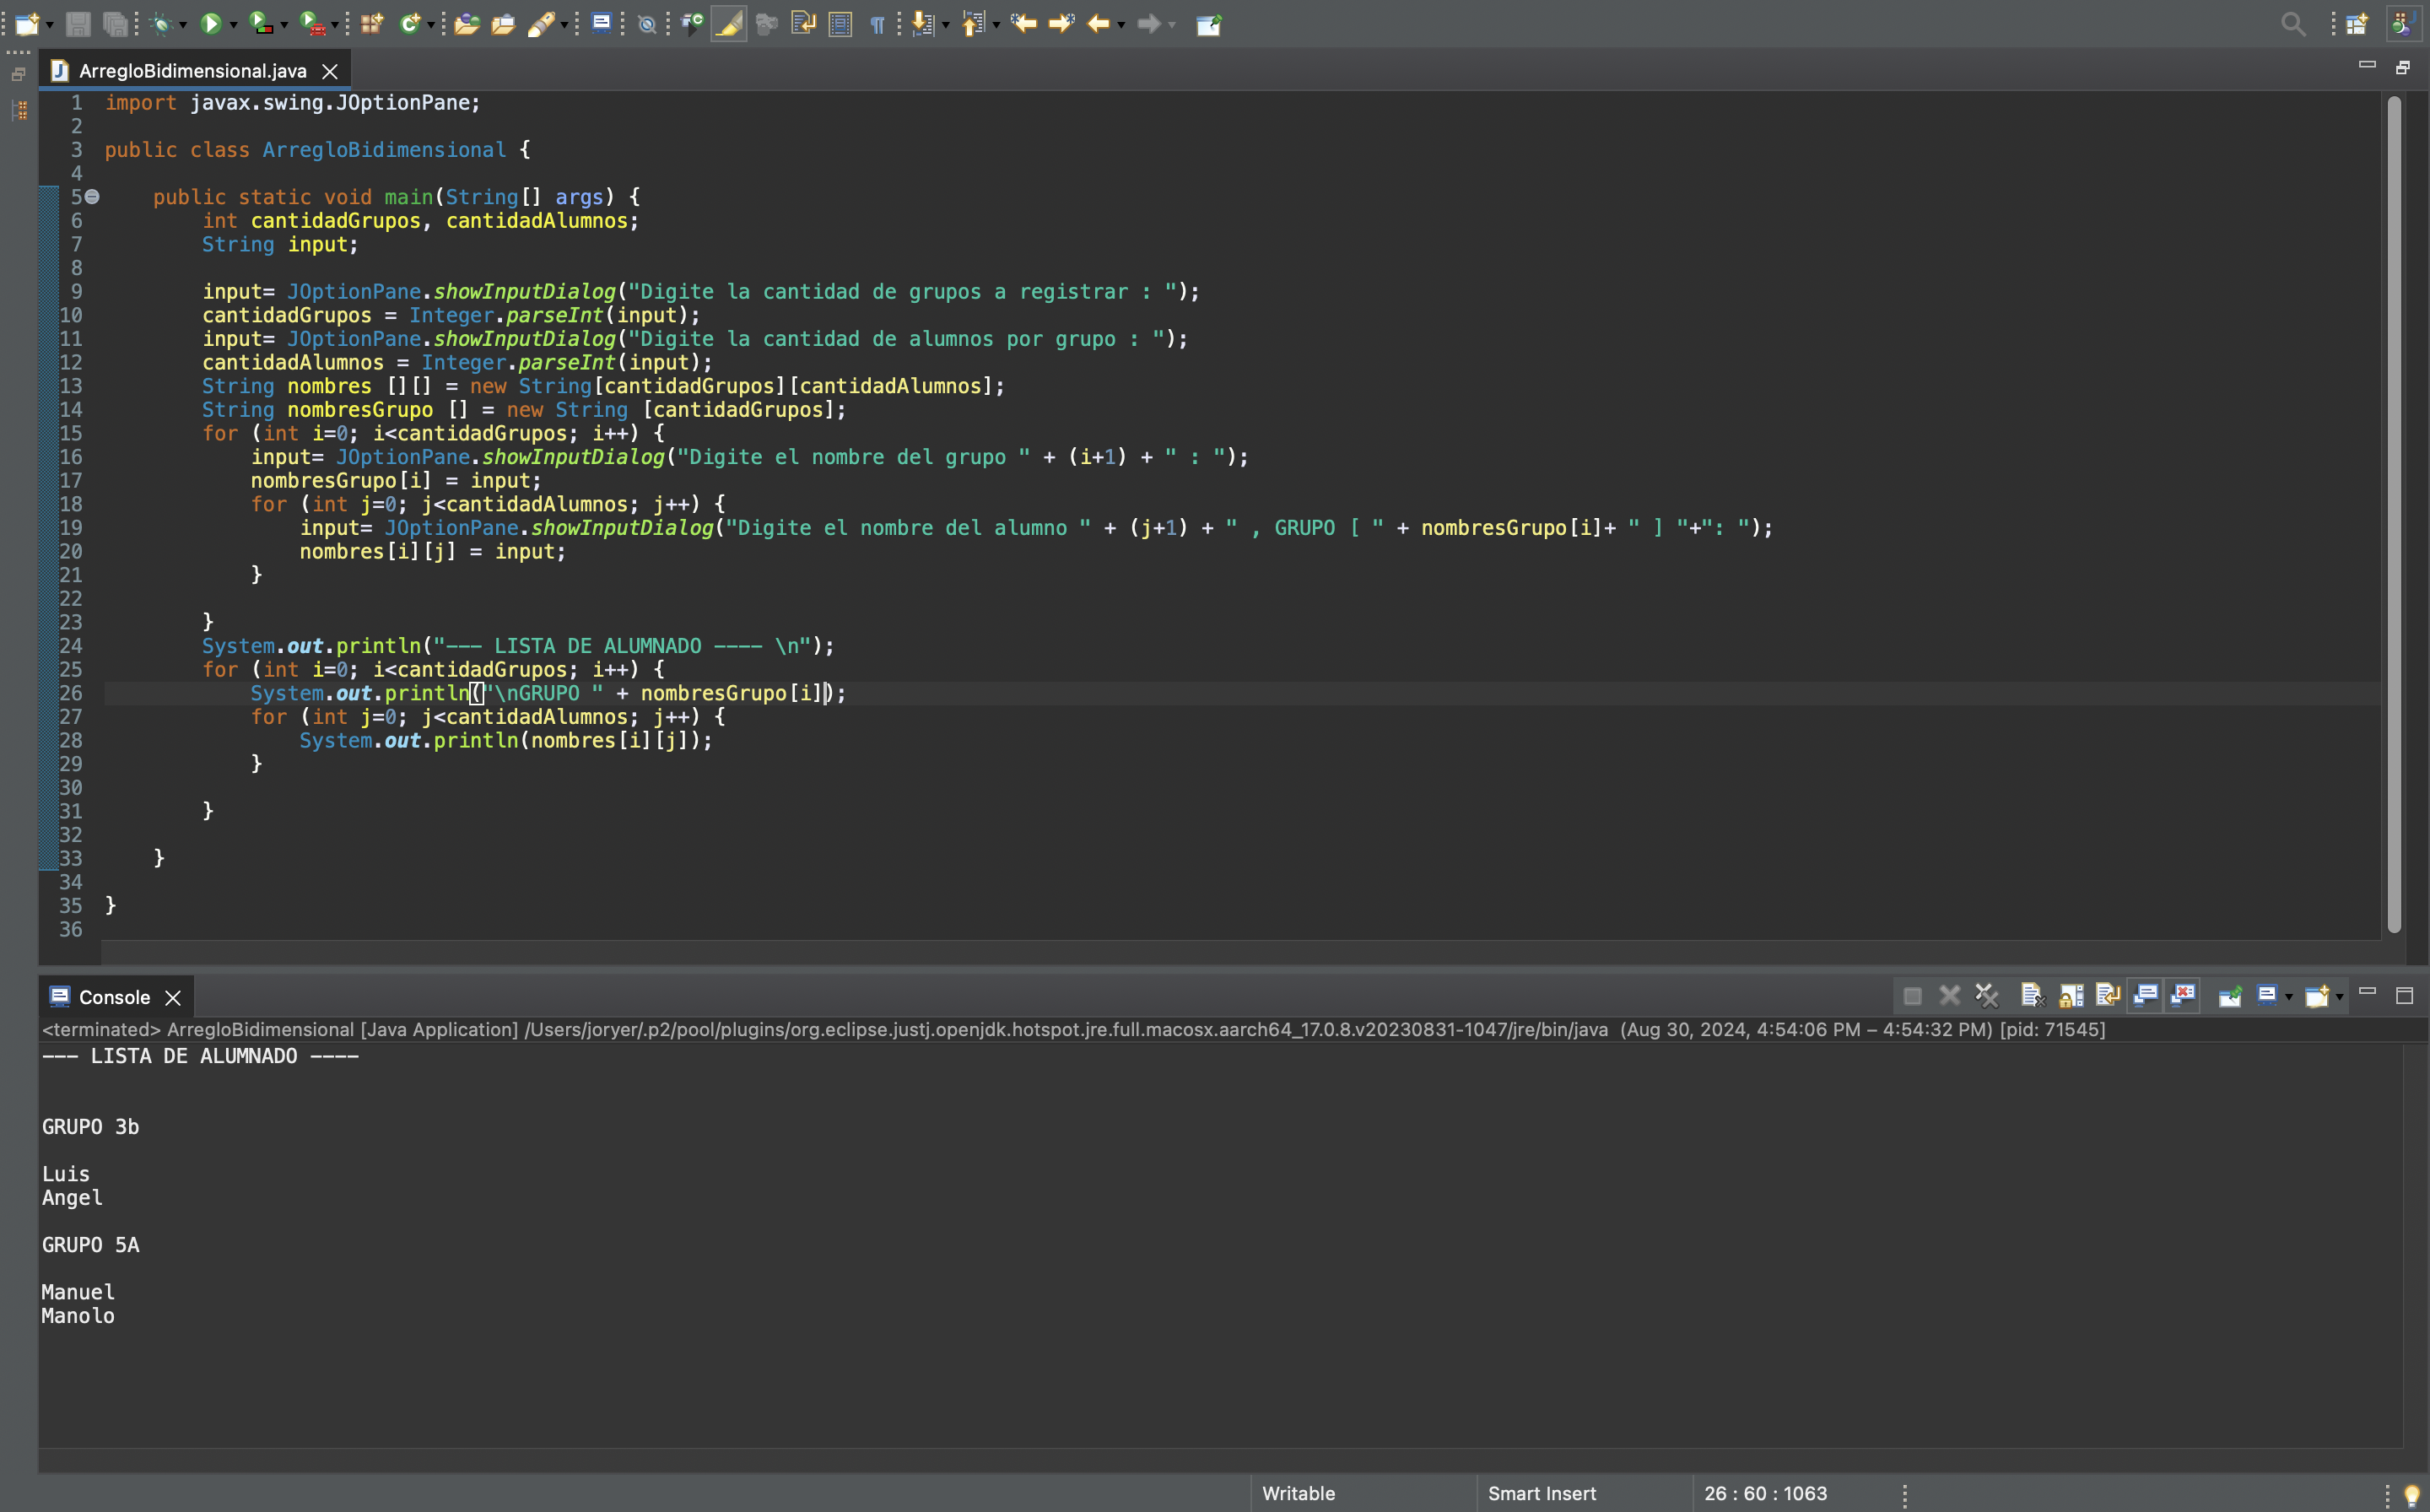 ArregloBidimensional.java
1 import javax.swing.JOptionPane;
2
3 public class ArregloBidimensional {
4
5 public static void main(String[] args) {
6 int cantidadGrupos, cantidadAlumnos;
7 String input;
8
9 input= JOptionPane.showInputDialog("Digite la cantidad de grupos a registrar : ");
10 cantidadGrupos = Integer.parseInt(input);
11 input= JOptionPane.showInputDialog("Digite la cantidad de alumnos por grupo : ");
12 cantidadAlumnos = Integer.parseInt(input);
13 String nombres [][] = new String[cantidadGrupos][cantidadAlumnos];
14 String nombresGrupo [] = new String [cantidadGrupos];
15 for (int i=0; i<cantidadGrupos; i++) {
16 input= JOptionPane.showInputDialog("Digite el nombre del grupo " + (i+1) + " : ");
17 nombresGrupo[i] = input;
18 for (int j=0; j<cantidadAlumnos; j++) {
19 input= JOptionPane.showInputDialog("Digite el nombre del alumno " + (j+1) + " , GRUPO [ " + nombresGrupo[i]+ " ] "+": ");
20 nombres[i][j] = input;
21 }
22
23 }
24 System.out.println("--- LISTA DE ALUMNADO ---- \n");
25 for (int i=0; i<cantidadGrupos; i++) {
26 System.out.println("\nGRUPO " + nombresGrupo[i]);
27 for (int j=0; j<cantidadAlumnos; j++) {
28 System.out.println(nombres[i][j]);
29 }
30
31 }
32
33 }
34
35 }
36
Console
<terminated> ArregloBidimensional [Java Application] /Users/joryer/.p2/pool/plugins/org.eclipse.justj.openjdk.hotspot.jre.full.macosx.aarch64_17.0.8.v20230831-1047/jre/bin/java (Aug 30, 2024, 4:54:06 PM – 4:54:32 PM) [pid: 71545]
--- LISTA DE ALUMNADO ----
GRUPO 3b
Luis
Angel
GRUPO 5A
Manuel
Manolo
Writable
Smart Insert
26 : 60 : 1063